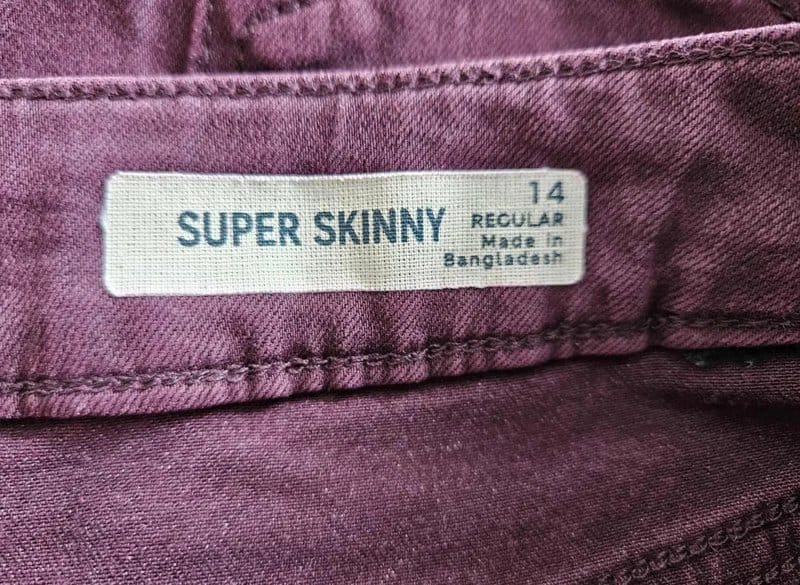 14
SUPER SKINNY REGULAR
Made in
Bangladesh